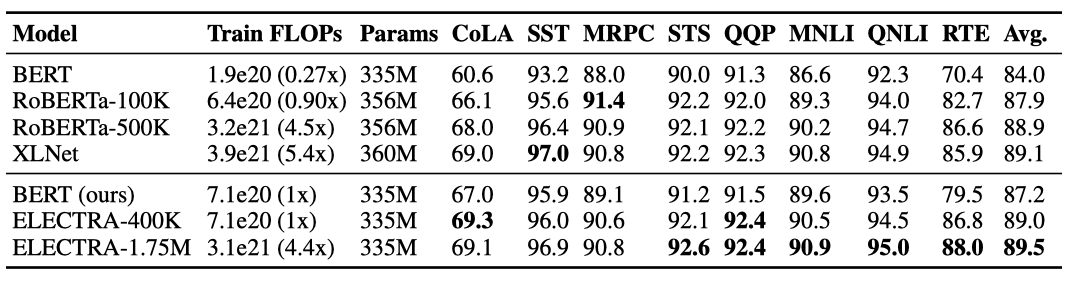 Model Train FLOPs Params CoLA SST MRPC STS QQP MNLI QNLI RTE Avg.
BERT 1.9e20 (0.27x) 335M 60.6 93.2 88.0 90.0 91.3 86.6 92.3 70.4 84.0
RoBERTa-100K 6.4e20 (0.90x) 356M 66.1 95.6 91.4 92.2 92.0 89.3 94.0 82.7 87.9
RoBERTa-500K 3.2e21 (4.5x) 356M 68.0 96.4 90.9 92.1 92.2 90.2 94.7 86.6 88.9
XLNet 3.9e21 (5.4x) 360M 69.0 97.0 90.8 92.2 92.3 90.8 94.9 85.9 89.1
BERT (ours) 7.1e20 (1x) 335M 67.0 95.9 89.1 91.2 91.5 89.6 93.5 79.5 87.2
ELECTRA-400K 7.1e20 (1x) 335M 69.3 96.0 90.6 92.1 92.4 90.5 94.5 86.8 89.0
ELECTRA-1.75M 3.1e21 (4.4x) 335M 69.1 96.9 90.8 92.6 92.4 90.9 95.0 88.0 89.5